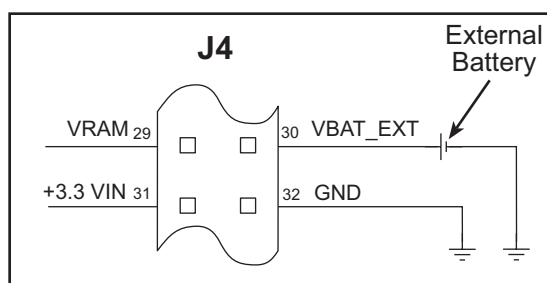 J4
External
Battery
VRAM 29
30 VBAT_EXT
+3.3 VIN 31
32 GND